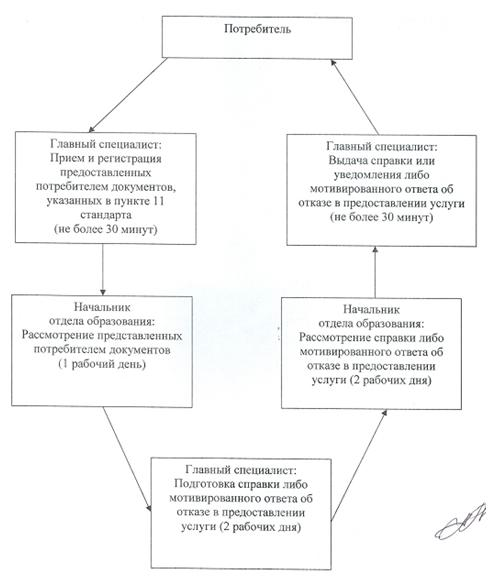 Потребитель
Главный специалист:
Прием и регистрация
предоставленных
потребителем документов,
указанных в пункте 11
стандарта
(не более 30 минут)
Главный специалист:
Выдача справки или
уведомления либо
мотивированного ответа об
отказе в предоставлении услуги
(не более 30 минут)
Начальник
отдела образования:
Рассмотрение представленных
потребителем документов
(1 рабочий день)
Начальник
отдела образования:
Рассмотрение справки либо
мотивированного ответа об
отказе в предоставлении
услуги (2 рабочих дня)
Главный специалист:
Подготовка справки либо
мотивированного ответа об
отказе в предоставлении
услуги (2 рабочих дня)